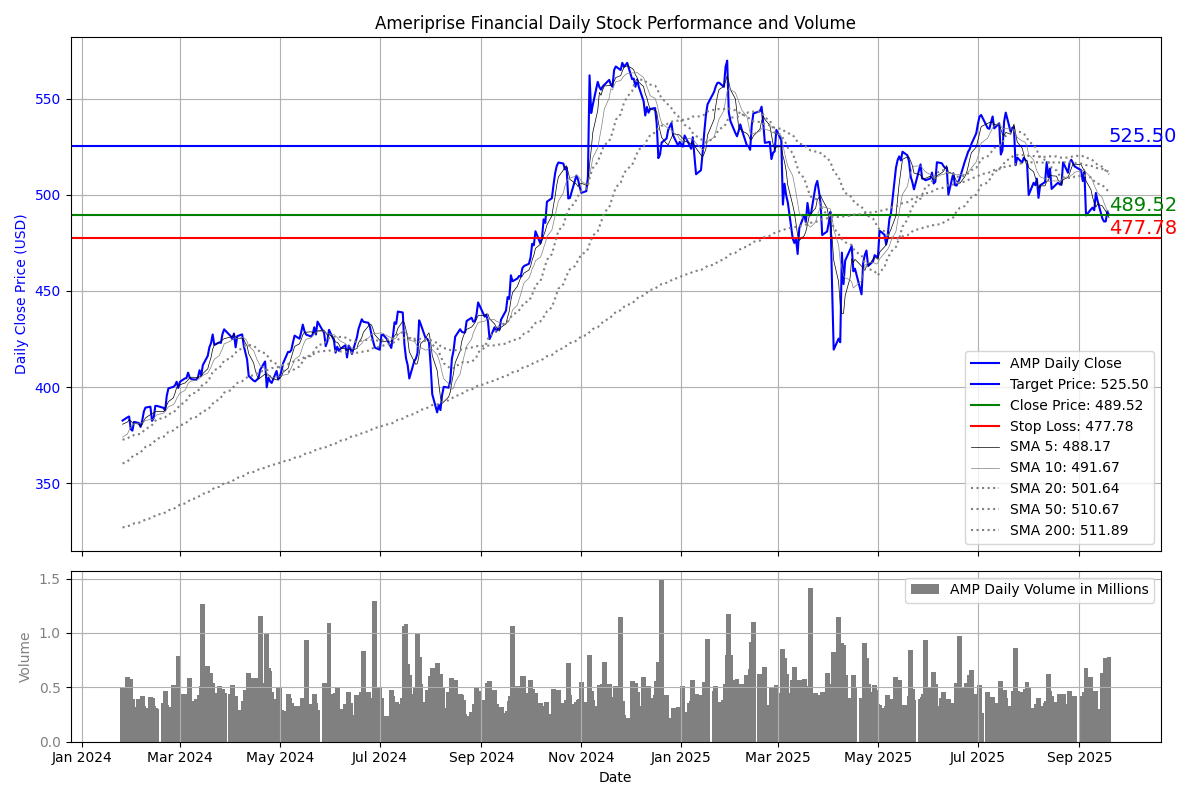 Ameriprise Financial Daily Stock Performance and Volume
Daily Close Price (USD)
550
500
450
400
350
525.50
489.52
477.78
AMP Daily Close
Target Price: 525.50
Close Price: 489.52
Stop Loss: 477.78
SMA 5: 488.17
SMA 10: 491.67
SMA 20: 501.64
SMA 50: 510.67
SMA 200: 511.89
Volume
1.5
1.0
0.5
0.0
AMP Daily Volume in Millions
Jan 2024 Mar 2024 May 2024 Jul 2024 Sep 2024 Nov 2024 Jan 2025 Mar 2025 May 2025 Jul 2025 Sep 2025
Date